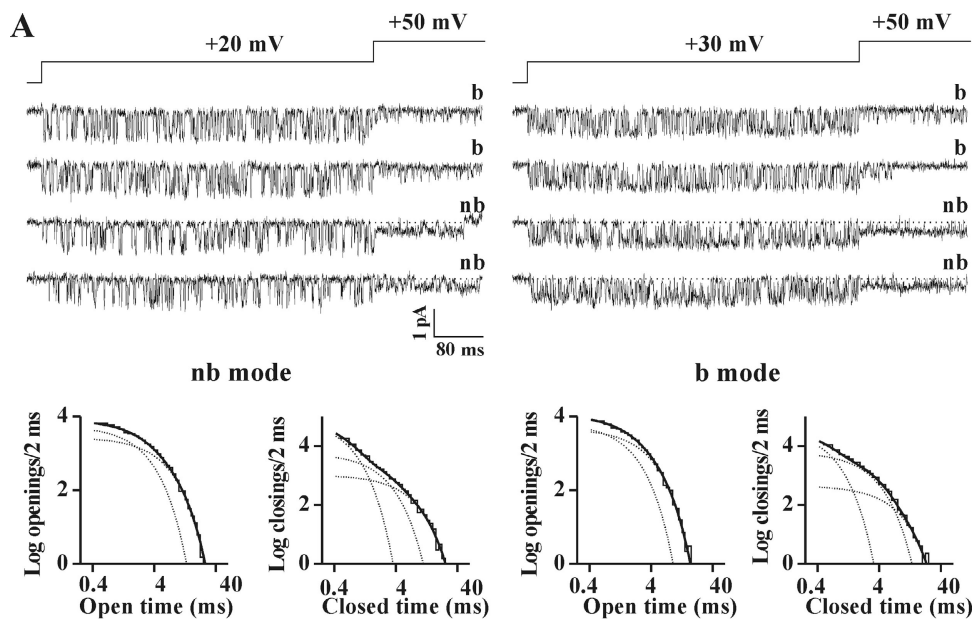 A
+50 mV
+20 mV
+50 mV
+30 mV
b
b
b
b
nb
nb
nb
nb
1 pA
80 ms
nb mode
b mode
Log openings/2 ms
4
2
0
0.4
4
40
Open time (ms)
Log closings/2 ms
4
2
0
0.4
4
40
Closed time (ms)
Log openings/2 ms
4
2
0
0.4
4
40
Open time (ms)
Log closings/2 ms
4
2
0
0.4
4
40
Closed time (ms)